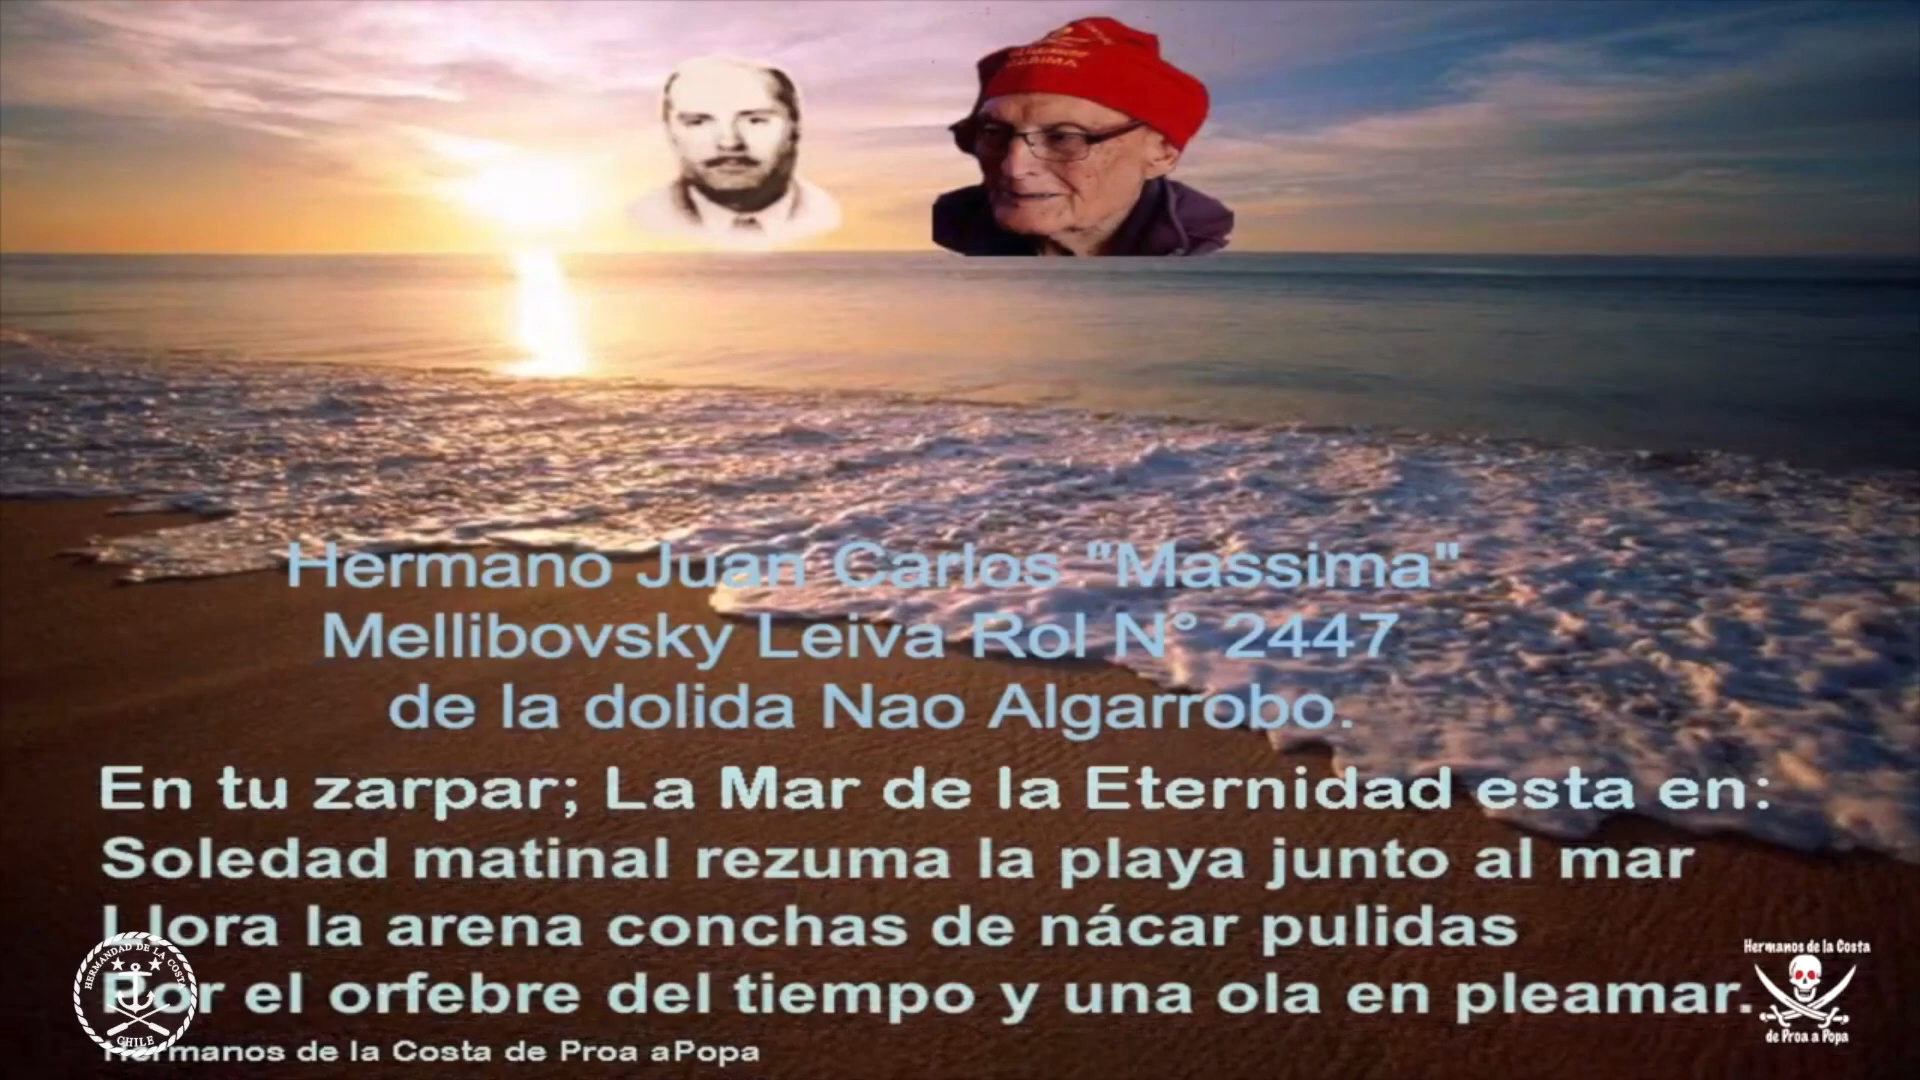 MASSIMA
Hermano Juan Carlos "Massima"
Mellibovsky Leiva Rol N° 2447
de la dolida Nao Algarrobo.
En tu zarpar; La Mar de la Eternidad esta en:
Soledad matinal rezuma la playa junto al mar
Llora la arena conchas de nácar pulidas
Por el orfebre del tiempo y una ola en pleamar.
Hermanos de la Costa de Proa aPopa
HERMANDAD DE LA COSTA
CHILE
Hermanos de la Costa
de Proa a Popa